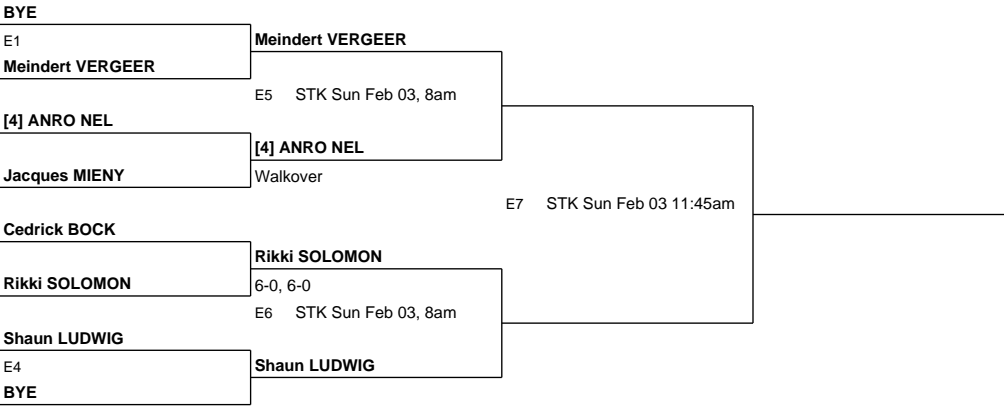 BYE
E1
Meindert VERGEER
Meindert VERGEER
E5 STK Sun Feb 03, 8am
[4] ANRO NEL
[4] ANRO NEL
Jacques MIENY
Walkover
E7 STK Sun Feb 03 11:45am
Cedrick BOCK
Rikki SOLOMON
Rikki SOLOMON
6-0, 6-0
E6 STK Sun Feb 03, 8am
Shaun LUDWIG
E4
Shaun LUDWIG
BYE